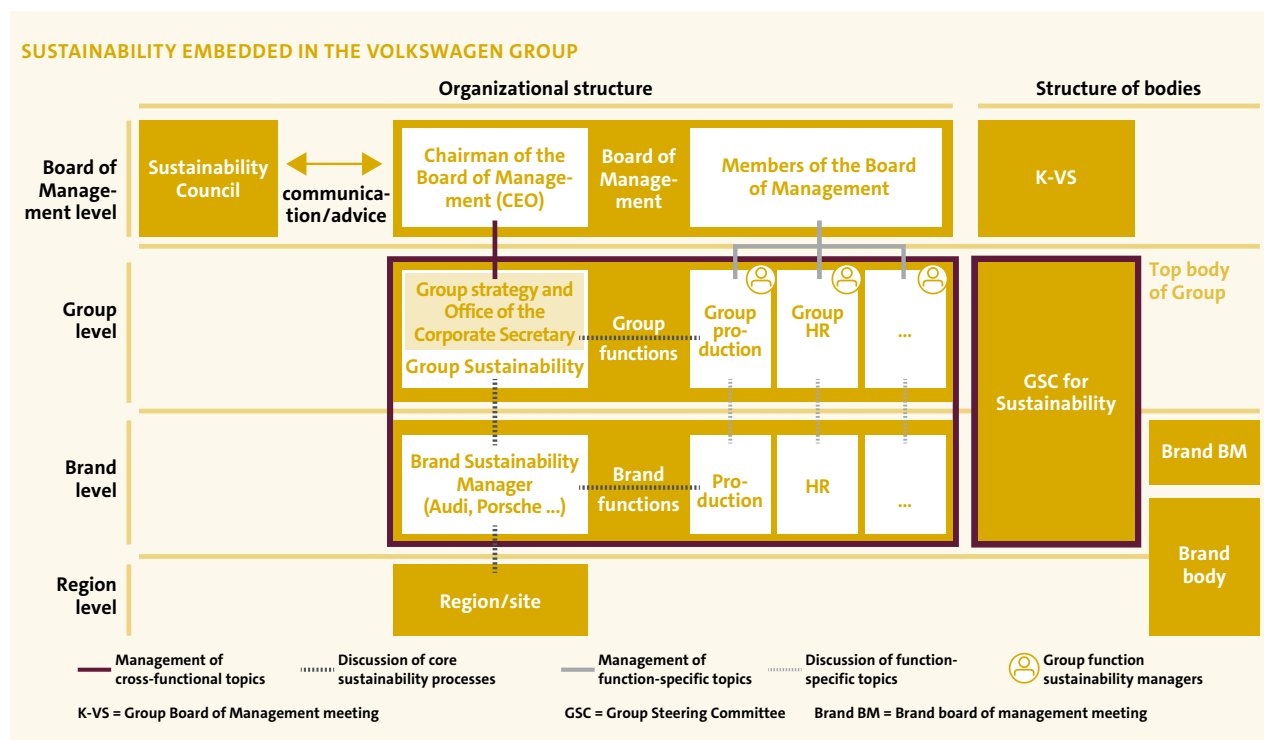 SUSTAINABILITY EMBEDDED IN THE VOLKSWAGEN GROUP
Organizational structure
Structure of bodies
Board of
Manage-
ment level
Sustainability
Council
communica-
tion/advice
Chairman of the
Board of Manage-
ment (CEO)
Board of
Manage-
ment
Members of the Board
of Management
K-VS
Group
level
Group strategy and
Office of the
Corporate Secretary
Group Sustainability
Group
functions
Group
pro-
duction
Group
HR
...
GSC for
Sustainability
Top body
of Group
Brand
level
Brand Sustainability
Manager
(Audi, Porsche ...)
Brand
functions
Pro-
duction
HR
...
Brand BM
Brand
body
Region
level
Region/site
Management of
cross-functional topics
Discussion of core
sustainability processes
Management of
function-specific topics
Discussion of function-
specific topics
Group function
sustainability managers
K-VS = Group Board of Management meeting
GSC = Group Steering Committee
Brand BM = Brand board of management meeting